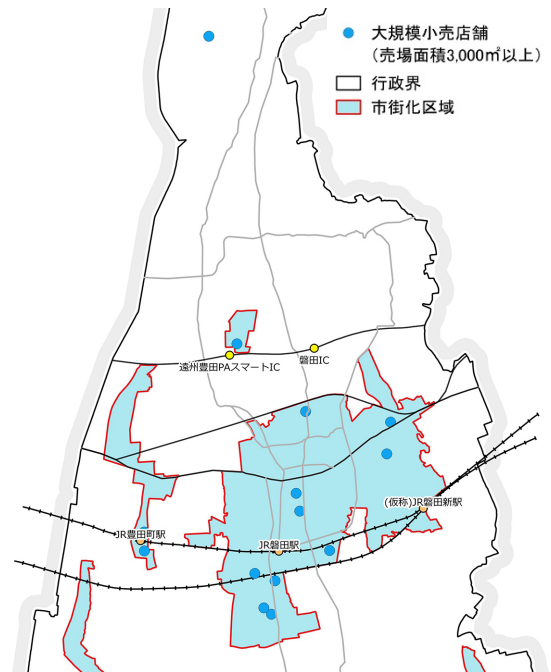 大規模小売店舗
(売場面積3,000㎡以上)
行政界
市街化区域
遠州豊田PAスマートIC
磐田IC
(仮称)JR磐田新駅
JR豊田町駅
JR磐田駅